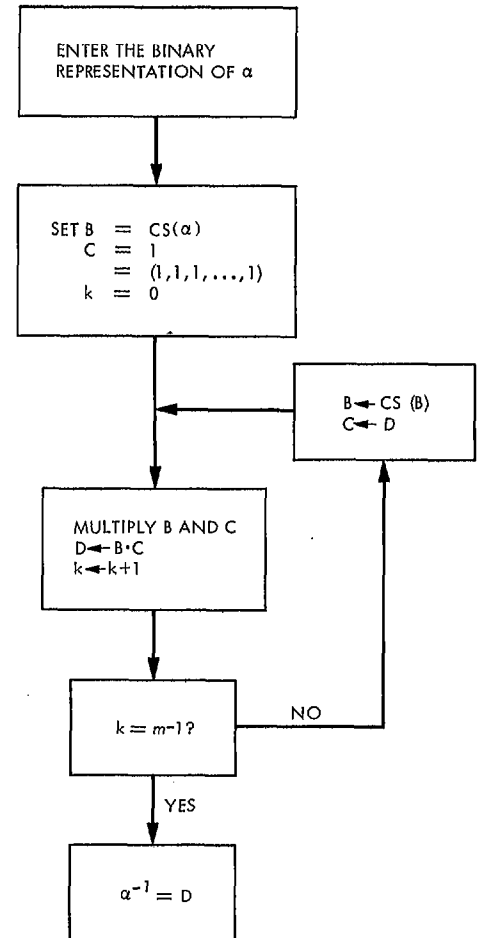 ENTER THE BINARY
REPRESENTATION OF α
SET B = CS(α)
C = 1
= (1,1,1,...,1)
k = 0
B ← CS (B)
C ← D
MULTIPLY B AND C
D ← B·C
k ← k+1
k = m-1?
NO
YES
α⁻¹ = D